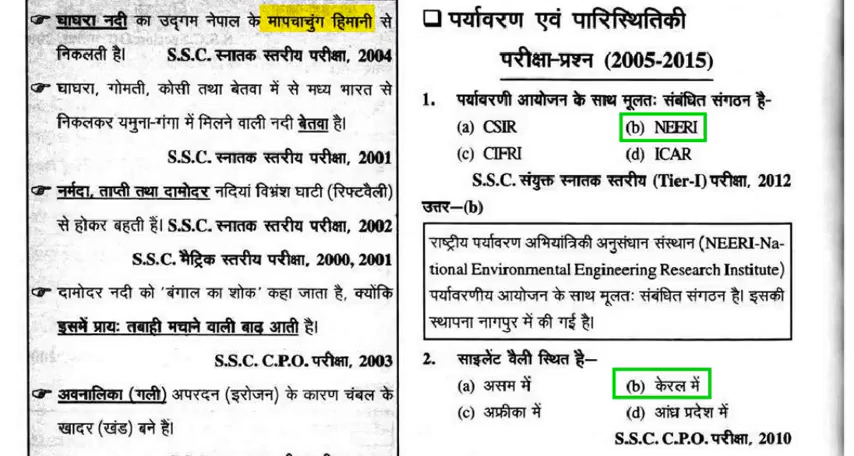 ☞ घाघरा नदी का उद्गम नेपाल के मापचाचुंग हिमानी से
निकलती है। S.S.C. स्नातक स्तरीय परीक्षा, 2004
☞ घाघरा, गोमती, कोसी तथा बेतवा में से मध्य भारत से
निकलकर यमुना-गंगा में मिलने वाली नदी बेतवा है।
S.S.C. स्नातक स्तरीय परीक्षा, 2001
☞ नर्मदा, ताप्ती तथा दामोदर नदियां विभ्रंश घाटी (रिफ्टवैली)
से होकर बहती हैं। S.S.C. स्नातक स्तरीय परीक्षा, 2002
S.S.C. मैट्रिक स्तरीय परीक्षा, 2000, 2001
☞ दामोदर नदी को 'बंगाल का शोक' कहा जाता है, क्योंकि
इसमें प्रायः तबाही मचाने वाली बाढ़ आती है।
S.S.C. C.P.O. परीक्षा, 2003
☞ अवनालिका (गली) अपरदन (इरोजन) के कारण चंबल के
खादर (खंड) बने हैं।
❑ पर्यावरण एवं पारिस्थितिकी
परीक्षा-प्रश्न (2005-2015)
1. पर्यावरणी आयोजन के साथ मूलतः संबंधित संगठन है-
(a) CSIR (b) NEERI
(c) CIFRI (d) ICAR
S.S.C. संयुक्त स्नातक स्तरीय (Tier-I) परीक्षा, 2012
उत्तर—(b)
राष्ट्रीय पर्यावरण अभियांत्रिकी अनुसंधान संस्थान (NEERI-Na-
tional Environmental Engineering Research Institute)
पर्यावरणीय आयोजन के साथ मूलतः संबंधित संगठन है। इसकी
स्थापना नागपुर में की गई है।
2. साइलेंट वैली स्थित है—
(a) असम में (b) केरल में
(c) अफ्रीका में (d) आंध्र प्रदेश में
S.S.C. C.P.O. परीक्षा, 2010